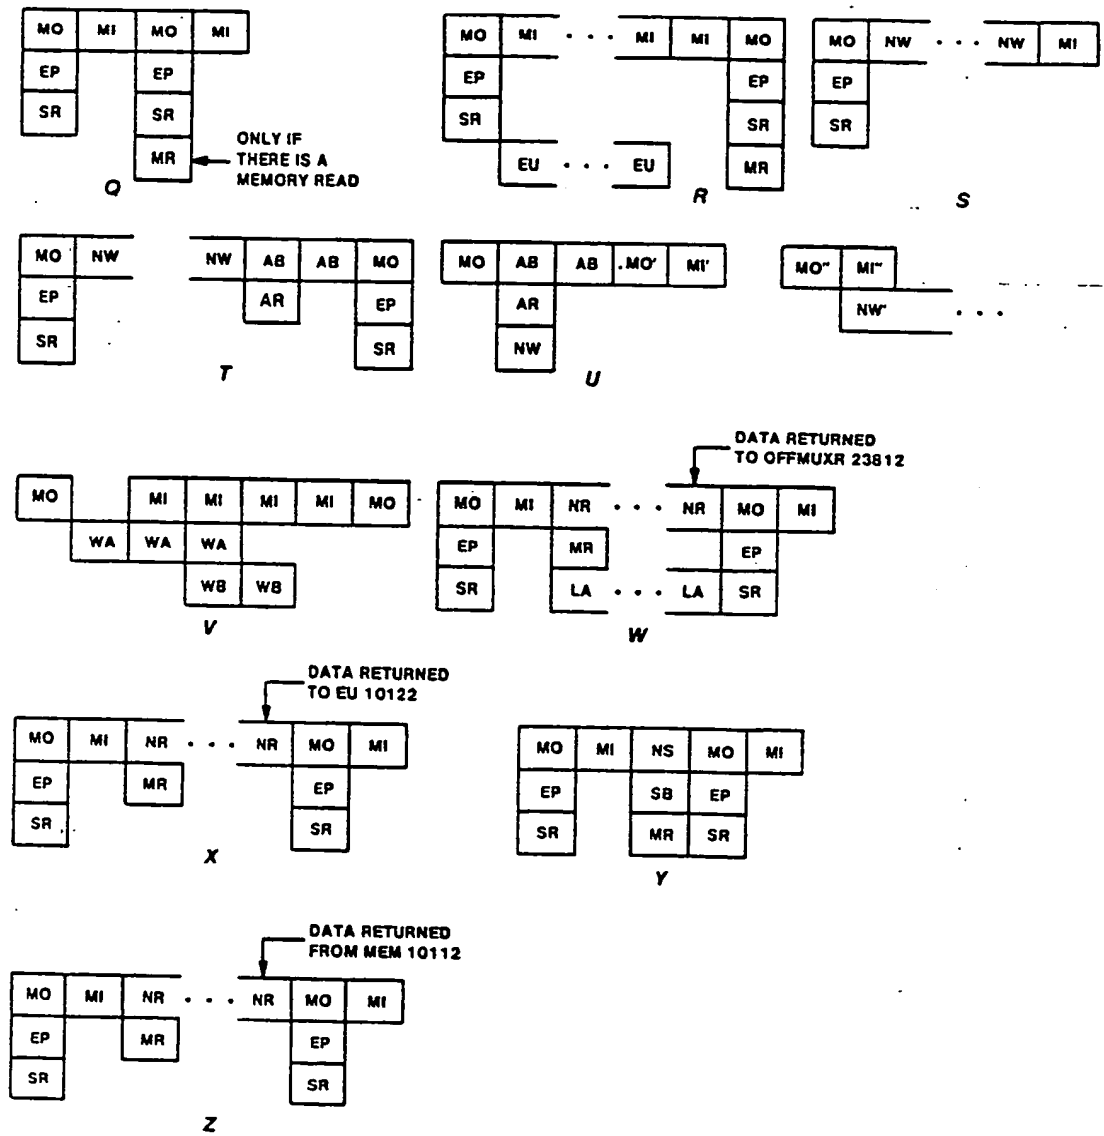 MO MI MO MI
EP EP
SR SR
MR
ONLY IF
THERE IS A
MEMORY READ
Q
MO MI . . . MI MI MO
EP EP
SR SR
EU . . . EU MR
R
MO NW . . . NW MI
EP
SR
S
MO NW NW AB AB MO
EP AR EP
SR SR
T
MO AB AB .MO' MI'
AR
NW
U
MO" MI"
NW' . . .
MO MI MI MI MI MO
WA WA WA
WB WB
V
DATA RETURNED
TO OFFMUXR 23812
MO MI NR . . . NR MO MI
EP MR EP
SR LA . . . LA SR
W
DATA RETURNED
TO EU 10122
MO MI NR . . . NR MO MI
EP MR EP
SR SR
X
MO MI NS MO MI
EP SB EP
SR MR SR
Y
DATA RETURNED
FROM MEM 10112
MO MI NR . . . NR MO MI
EP MR EP
SR SR
Z